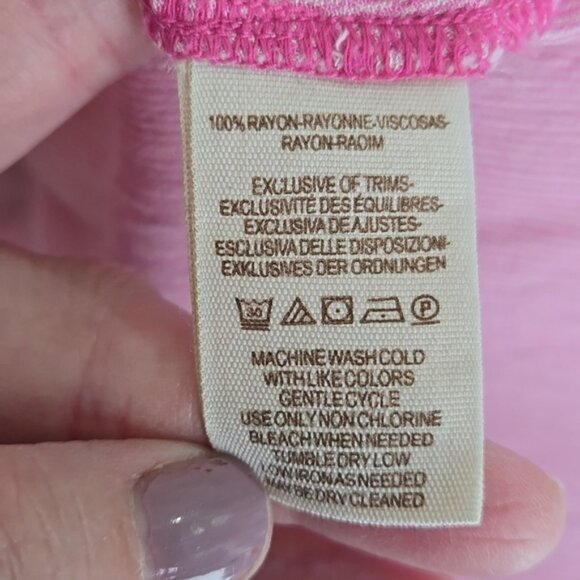 100% RAYON-RAYONNE-VISCOSAS-
RAYON-RAOIM
EXCLUSIVE OF TRIMS-
EXCLUSIVITÉ DES ÉQUILIBRES-
EXCLUSIVA DE AJUSTES-
ESCLUSIVA DELLE DISPOSIZIONI-
EXKLUSIVES DER ORDNUNGEN
30 P
MACHINE WASH COLD
WITH LIKE COLORS
GENTLE CYCLE
USE ONLY NON CHLORINE
BLEACH WHEN NEEDED
TUMBLE DRY LOW
LOW IRON AS NEEDED
MAY BE DRY CLEANED